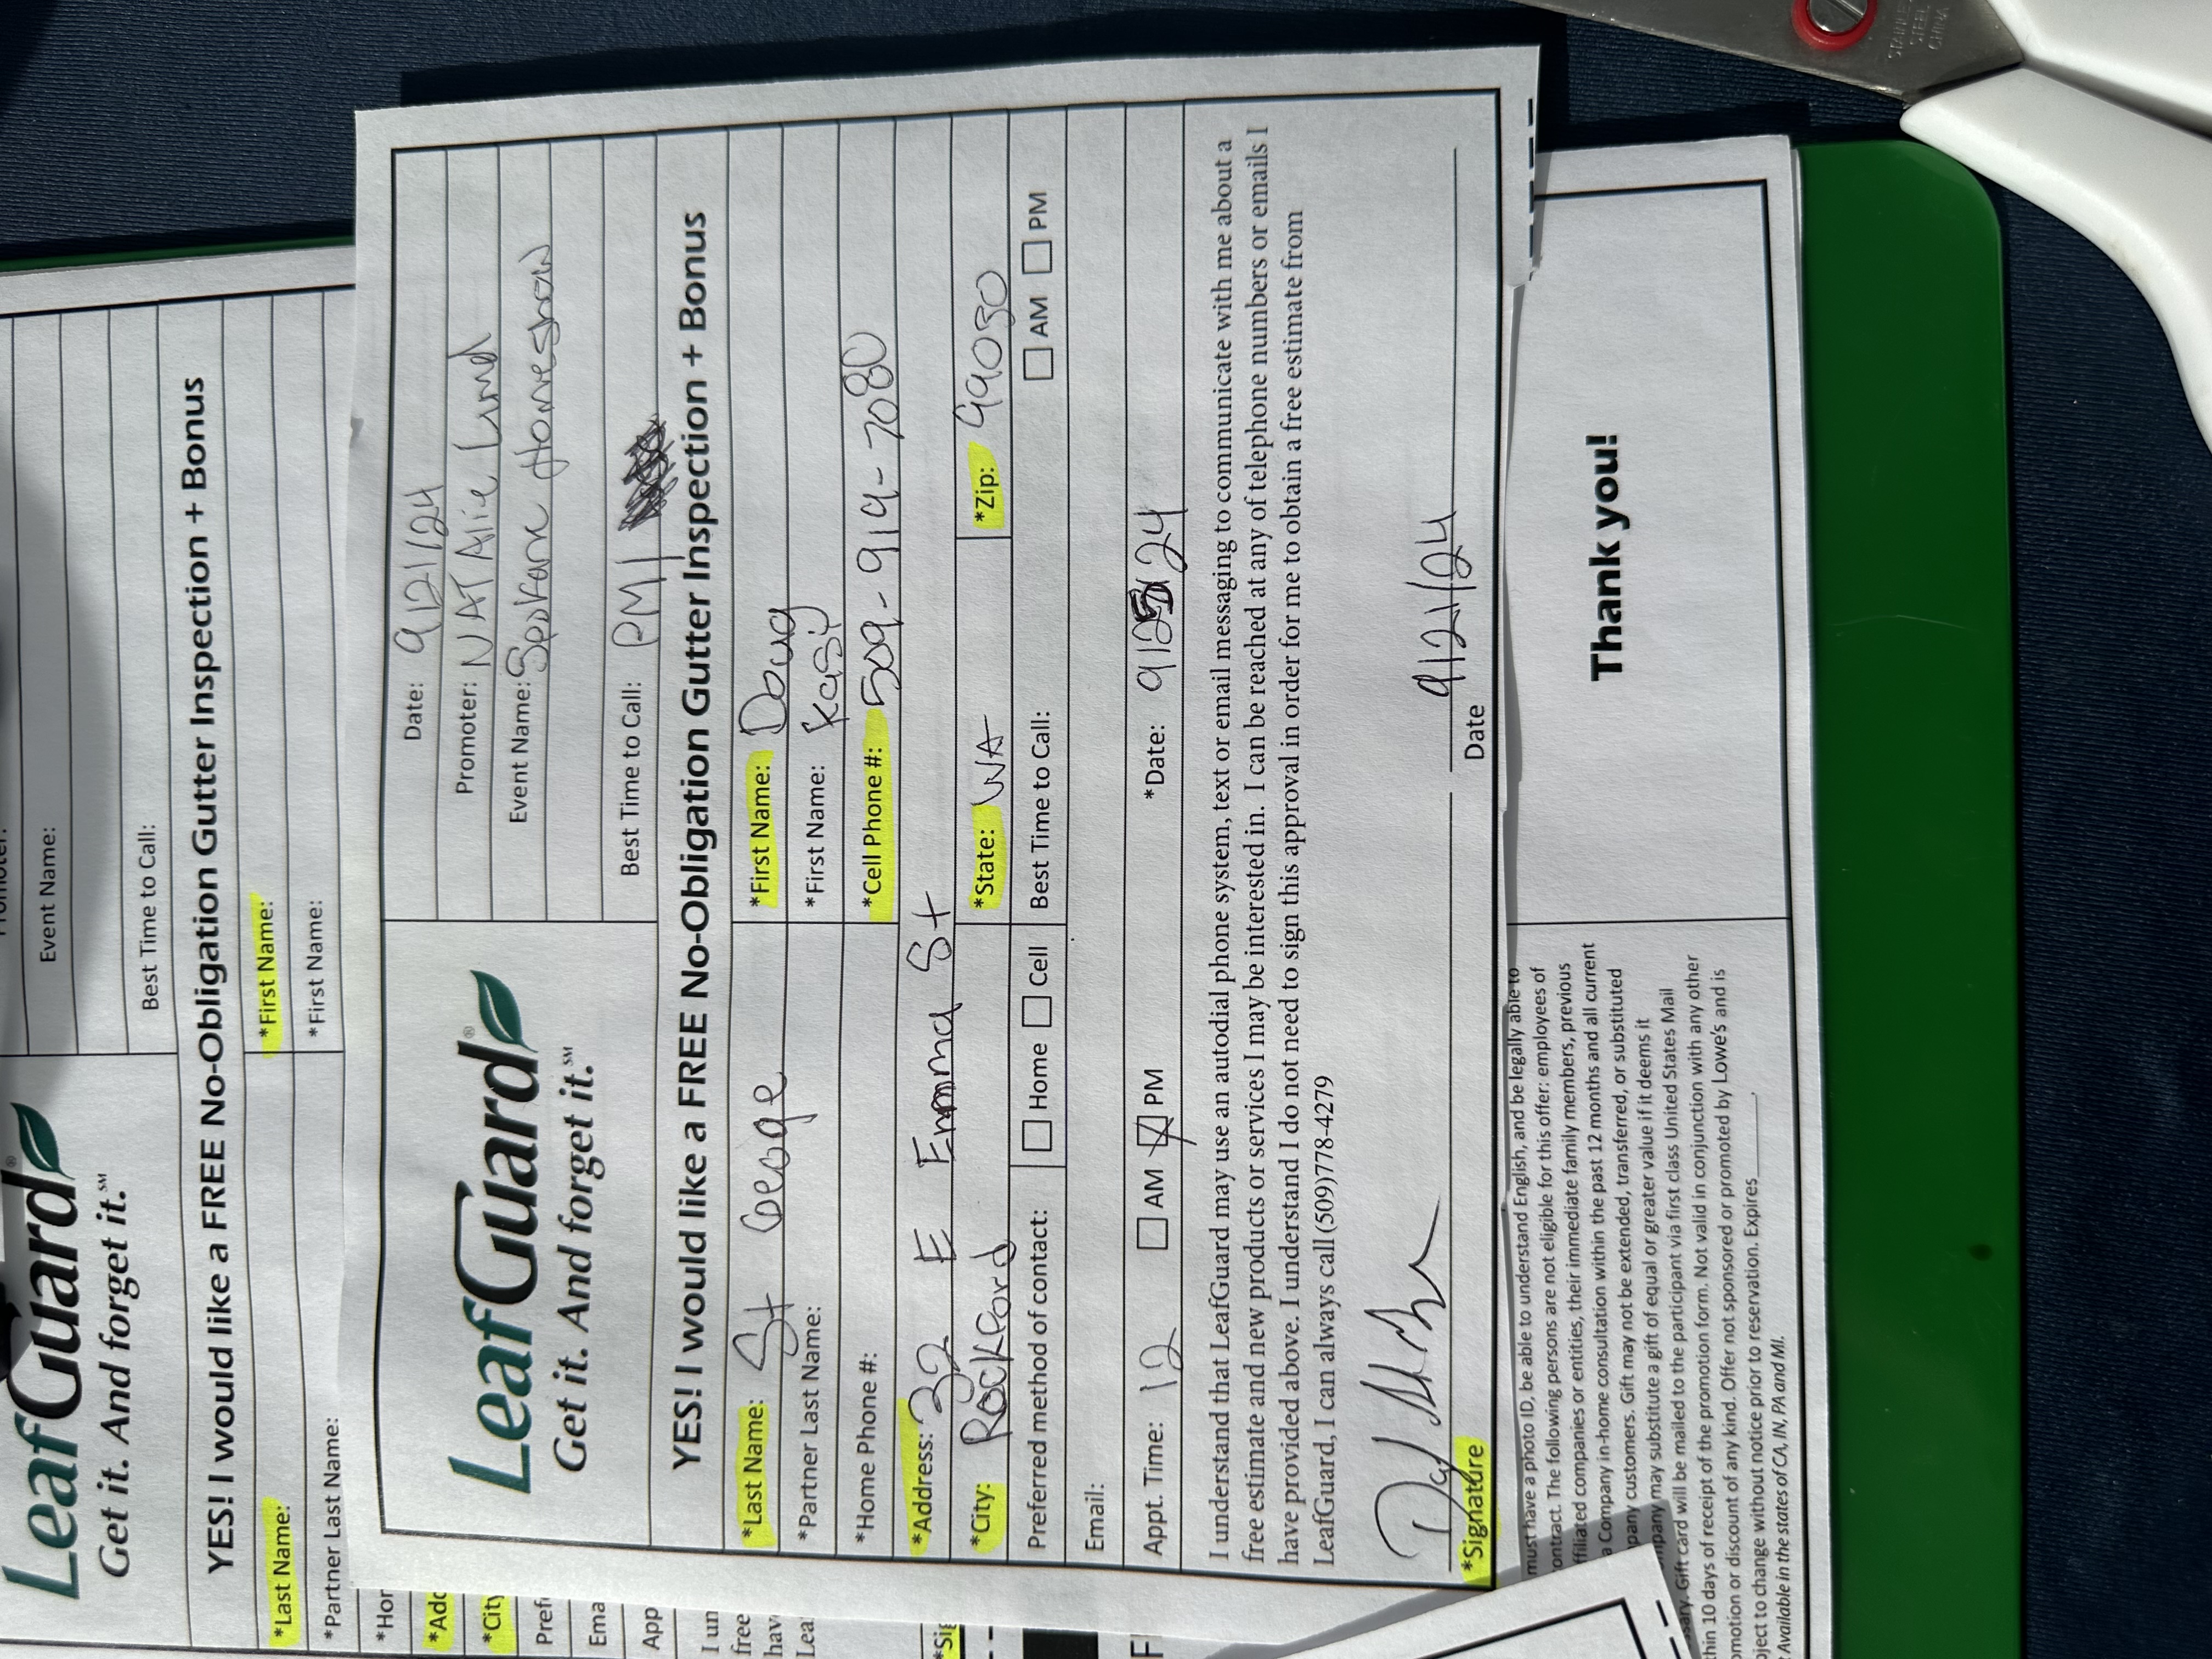 LeafGuard®
Get it. And forget it.℠
Event Name:
Best Time to Call:
YES! I would like a FREE No-Obligation Gutter Inspection + Bonus
*Last Name: *First Name:
*Partner Last Name: *First Name:
*Hor
*Add
*City
Pref
Ema
App
I un
free
hav
Lea
*Sig
LeafGuard®
Get it. And forget it.℠
Date: 9/21/24
Promoter: NATAlie Lund
Event Name: Spokane Homeshow
Best Time to Call: PM/
YES! I would like a FREE No-Obligation Gutter Inspection + Bonus
*Last Name: St Geoge *First Name: Doug
*Partner Last Name: *First Name: Kasi
*Home Phone #: *Cell Phone #: 509-919-7080
*Address: 32 E Emma St
*City: Rockford *State: WA *Zip: 99030
Preferred method of contact: Home Cell Best Time to Call: AM PM
Email:
Appt. Time: 12 AM PM *Date: 9/25/24
I understand that LeafGuard may use an autodial phone system, text or email messaging to communicate with me about a
free estimate and new products or services I may be interested in. I can be reached at any of telephone numbers or emails I
have provided above. I understand I do not need to sign this approval in order for me to obtain a free estimate from
LeafGuard, I can always call (509)778-4279
9/21/24
*Signature Date
must have a photo ID, be able to understand English, and be legally able to
ontract. The following persons are not eligible for this offer: employees of
ffiliated companies or entities, their immediate family members, previous
a Company in-home consultation within the past 12 months and all current
pany customers. Gift may not be extended, transferred, or substituted
ompany may substitute a gift of equal or greater value if it deems it
ssary. Gift card will be mailed to the participant via first class United States Mail
thin 10 days of receipt of the promotion form. Not valid in conjunction with any other
omotion or discount of any kind. Offer not sponsored or promoted by Lowe's and is
bject to change without notice prior to reservation. Expires________.
t Available in the states of CA, IN, PA and MI.
Thank you!
STAINLE
STEEL
CHINA